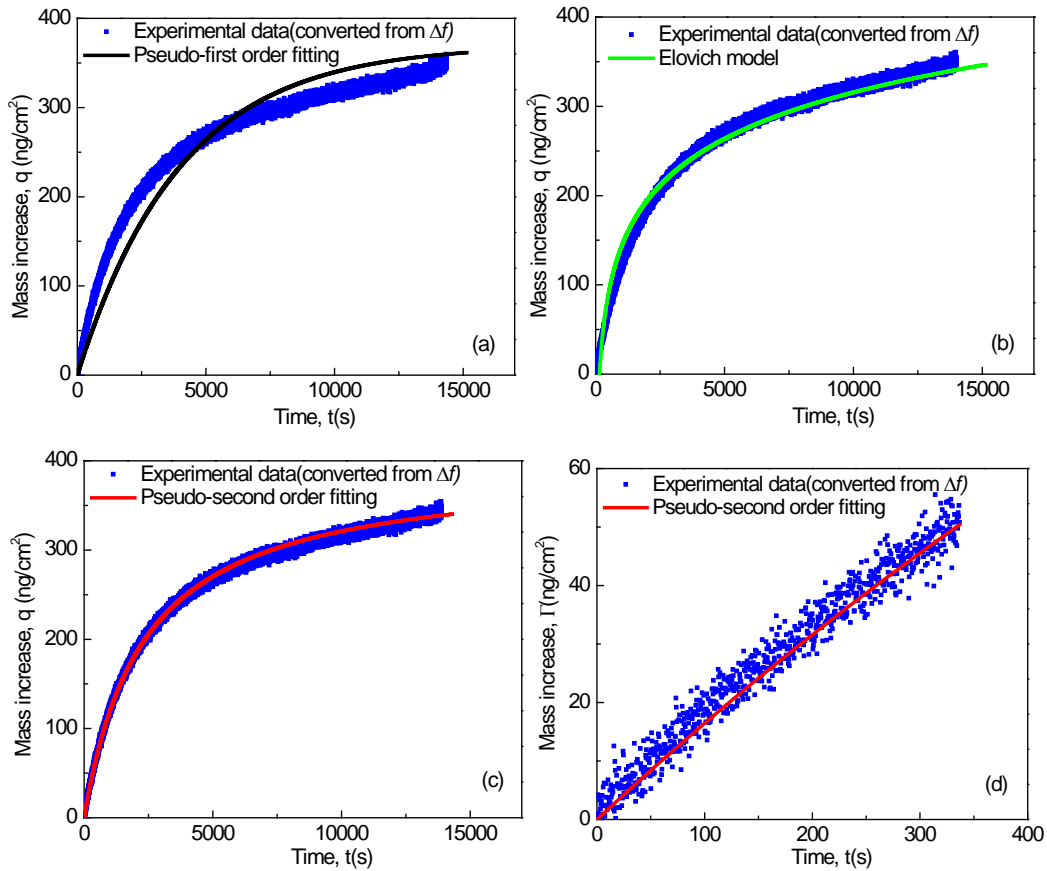 400
300
200
100
0
Mass increase, q (ng/cm²)
Experimental data(converted from Δf)
Pseudo-first order fitting
(a)
0 5000 10000 15000
Time, t(s)
400
300
200
100
0
Mass increase, q (ng/cm²)
Experimental data(converted from Δf)
Elovich model
(b)
0 5000 10000 15000
Time, t(s)
400
300
200
100
0
Mass increase, q (ng/cm²)
Experimental data(converted from Δf)
Pseudo-second order fitting
(c)
0 5000 10000 15000
Time, t(s)
60
40
20
0
Mass increase, Γ(ng/cm²)
Experimental data(converted from Δf)
Pseudo-second order fitting
(d)
0 100 200 300 400
Time, t(s)